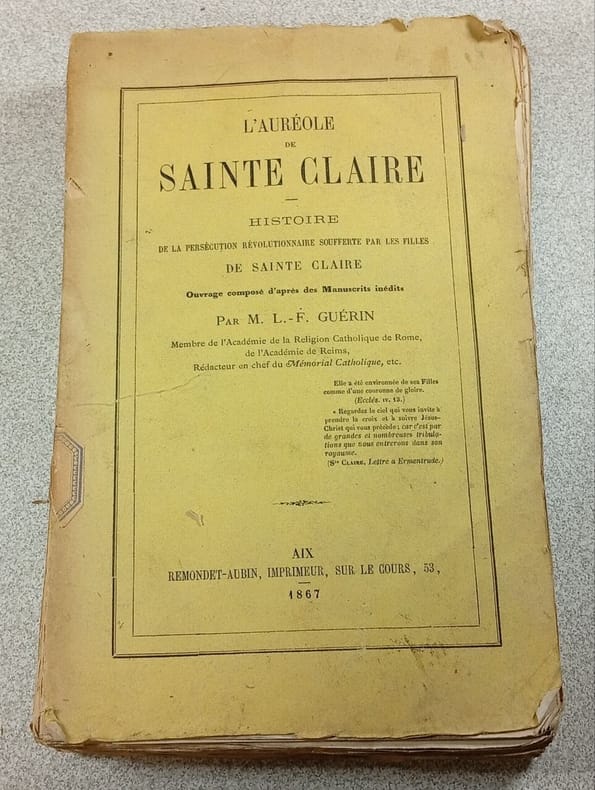 L'AURÉOLE
DE
SAINTE CLAIRE
HISTOIRE
DE LA PERSÉCUTION RÉVOLUTIONNAIRE SOUFFERTE PAR LES FILLES
DE SAINTE CLAIRE
Ouvrage composé d'après des Manuscrits inédits
PAR M. L.-F. GUÉRIN
Membre de l'Académie de la Religion Catholique de Rome,
de l'Académie de Reims,
Rédacteur en chef du Mémorial Catholique, etc.
Elle a été environnée de ses Filles
comme d'une couronne de gloire.
(Ecclés. IV. 13.)
« Regardez le ciel qui vous invite à
prendre la croix et à suivre Jésus-
Christ qui vous précède ; car c'est par
de grandes et nombreuses tribula-
tions que nous entrerons dans son
royaume.
(Ste CLAIRE, Lettre à Ermentrude.)
AIX
REMONDET-AUBIN, IMPRIMEUR, SUR LE COURS, 53,
1867